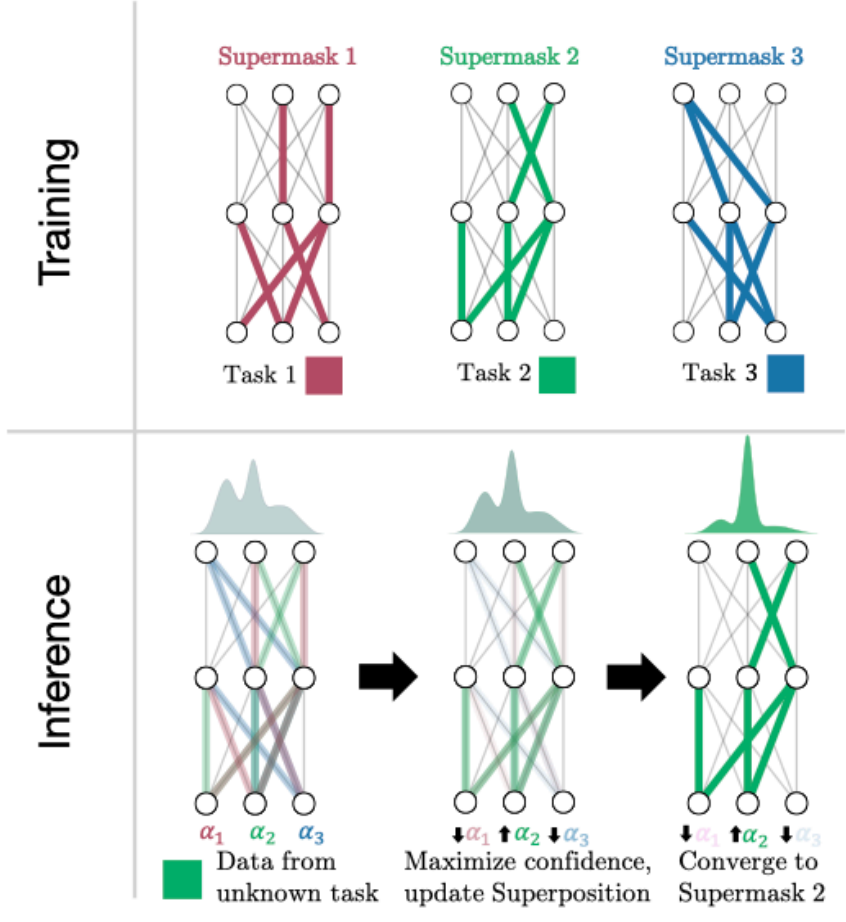 Training
Supermask 1
Supermask 2
Supermask 3
Task 1
Task 2
Task 3
Inference
α₁ α₂ α₃
⬇α₁ ⬆α₂ ⬇α₃
⬇α₁ ⬆α₂ ⬇α₃
Data from
unknown task
Maximize confidence,
update Superposition
Converge to
Supermask 2